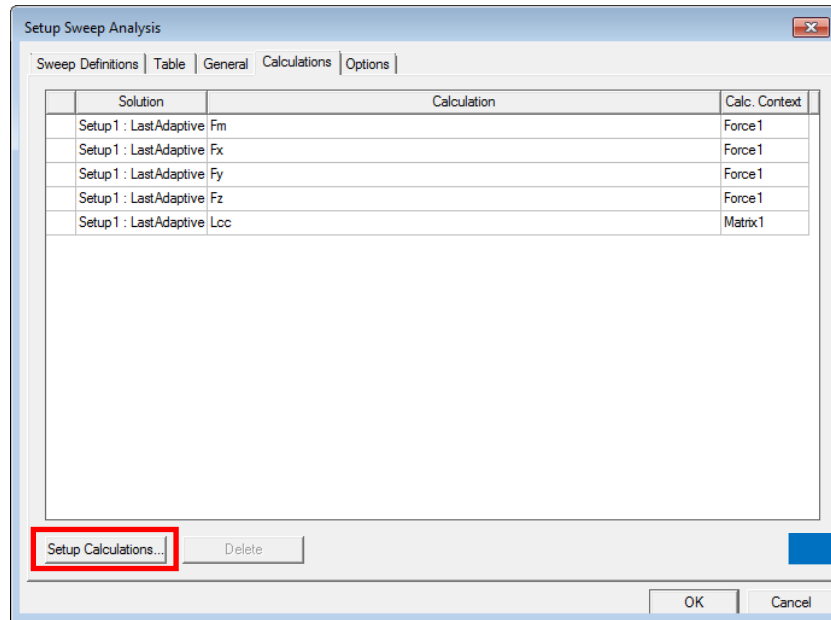 Setup Sweep Analysis
Sweep Definitions Table General Calculations Options
Solution Calculation Calc. Context
Setup1 : LastAdaptive Fm Force1
Setup1 : LastAdaptive Fx Force1
Setup1 : LastAdaptive Fy Force1
Setup1 : LastAdaptive Fz Force1
Setup1 : LastAdaptive Lcc Matrix1
Setup Calculations... Delete
OK Cancel